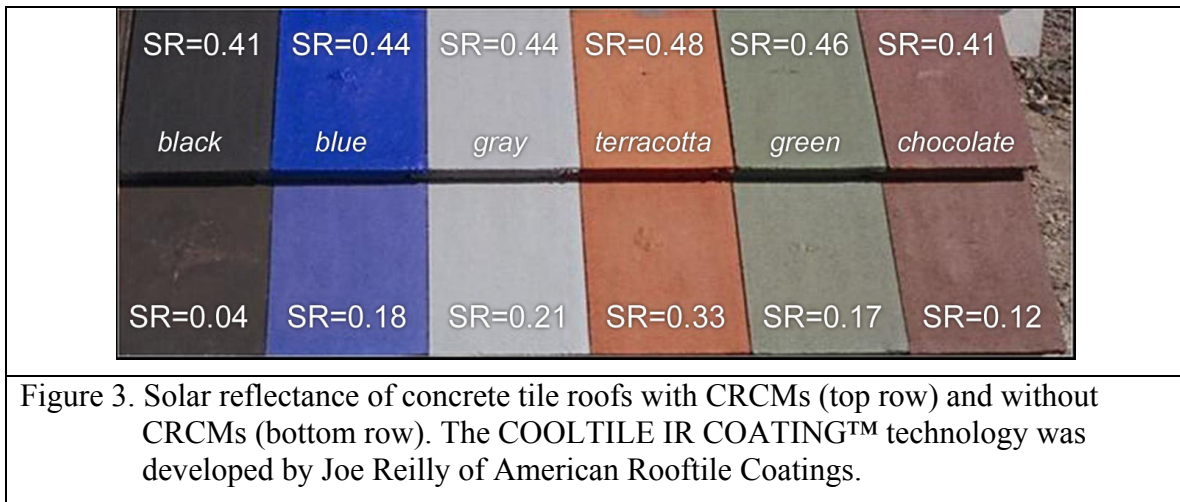 SR=0.41 SR=0.44 SR=0.44 SR=0.48 SR=0.46 SR=0.41
black blue gray terracotta green chocolate
SR=0.04 SR=0.18 SR=0.21 SR=0.33 SR=0.17 SR=0.12
Figure 3. Solar reflectance of concrete tile roofs with CRCMs (top row) and without
CRCMs (bottom row). The COOLTILE IR COATING™ technology was
developed by Joe Reilly of American Rooftile Coatings.